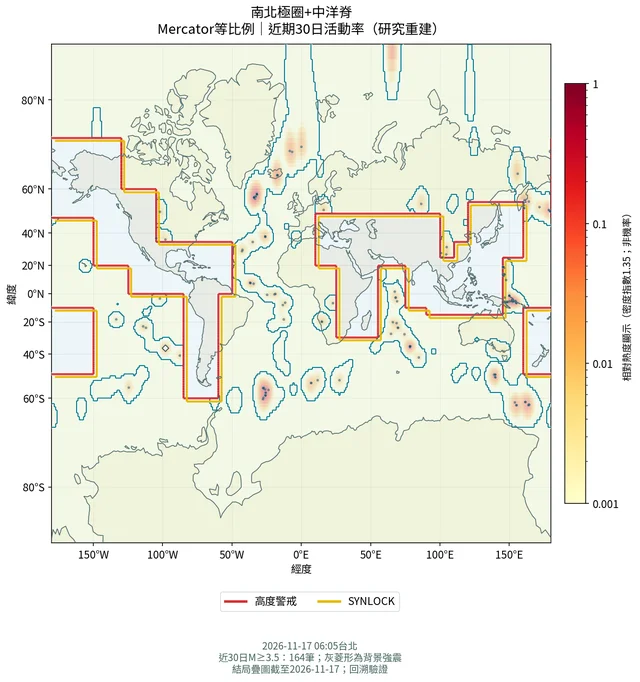 南北極圈+中洋脊
Mercator等比例｜近期30日活動率（研究重建）
80°N
60°N
40°N
20°N
0°N
20°S
40°S
60°S
80°S
緯度
150°W
100°W
50°W
0°E
50°E
100°E
150°E
經度
1
0.1
0.01
0.001
相對熱度顯示（密度指數1.35；非機率）
高度警戒
SYNLOCK
2026-11-17 06:05台北
近30日M≥3.5：164筆；灰菱形為背景強震
結局疊圖截至2026-11-17；回溯驗證